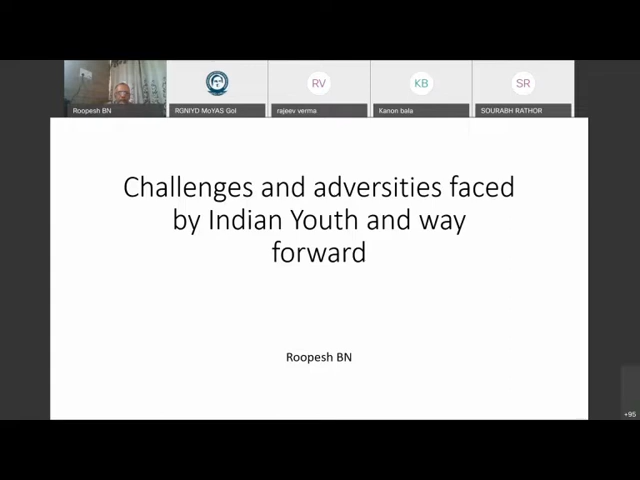 RV
KB
SR
Roopesh BN
RGNIYD MoYAS GoI
rajeev verma
Kanon bala
SOURABH RATHOR
Challenges and adversities faced
by Indian Youth and way
forward
Roopesh BN
+95